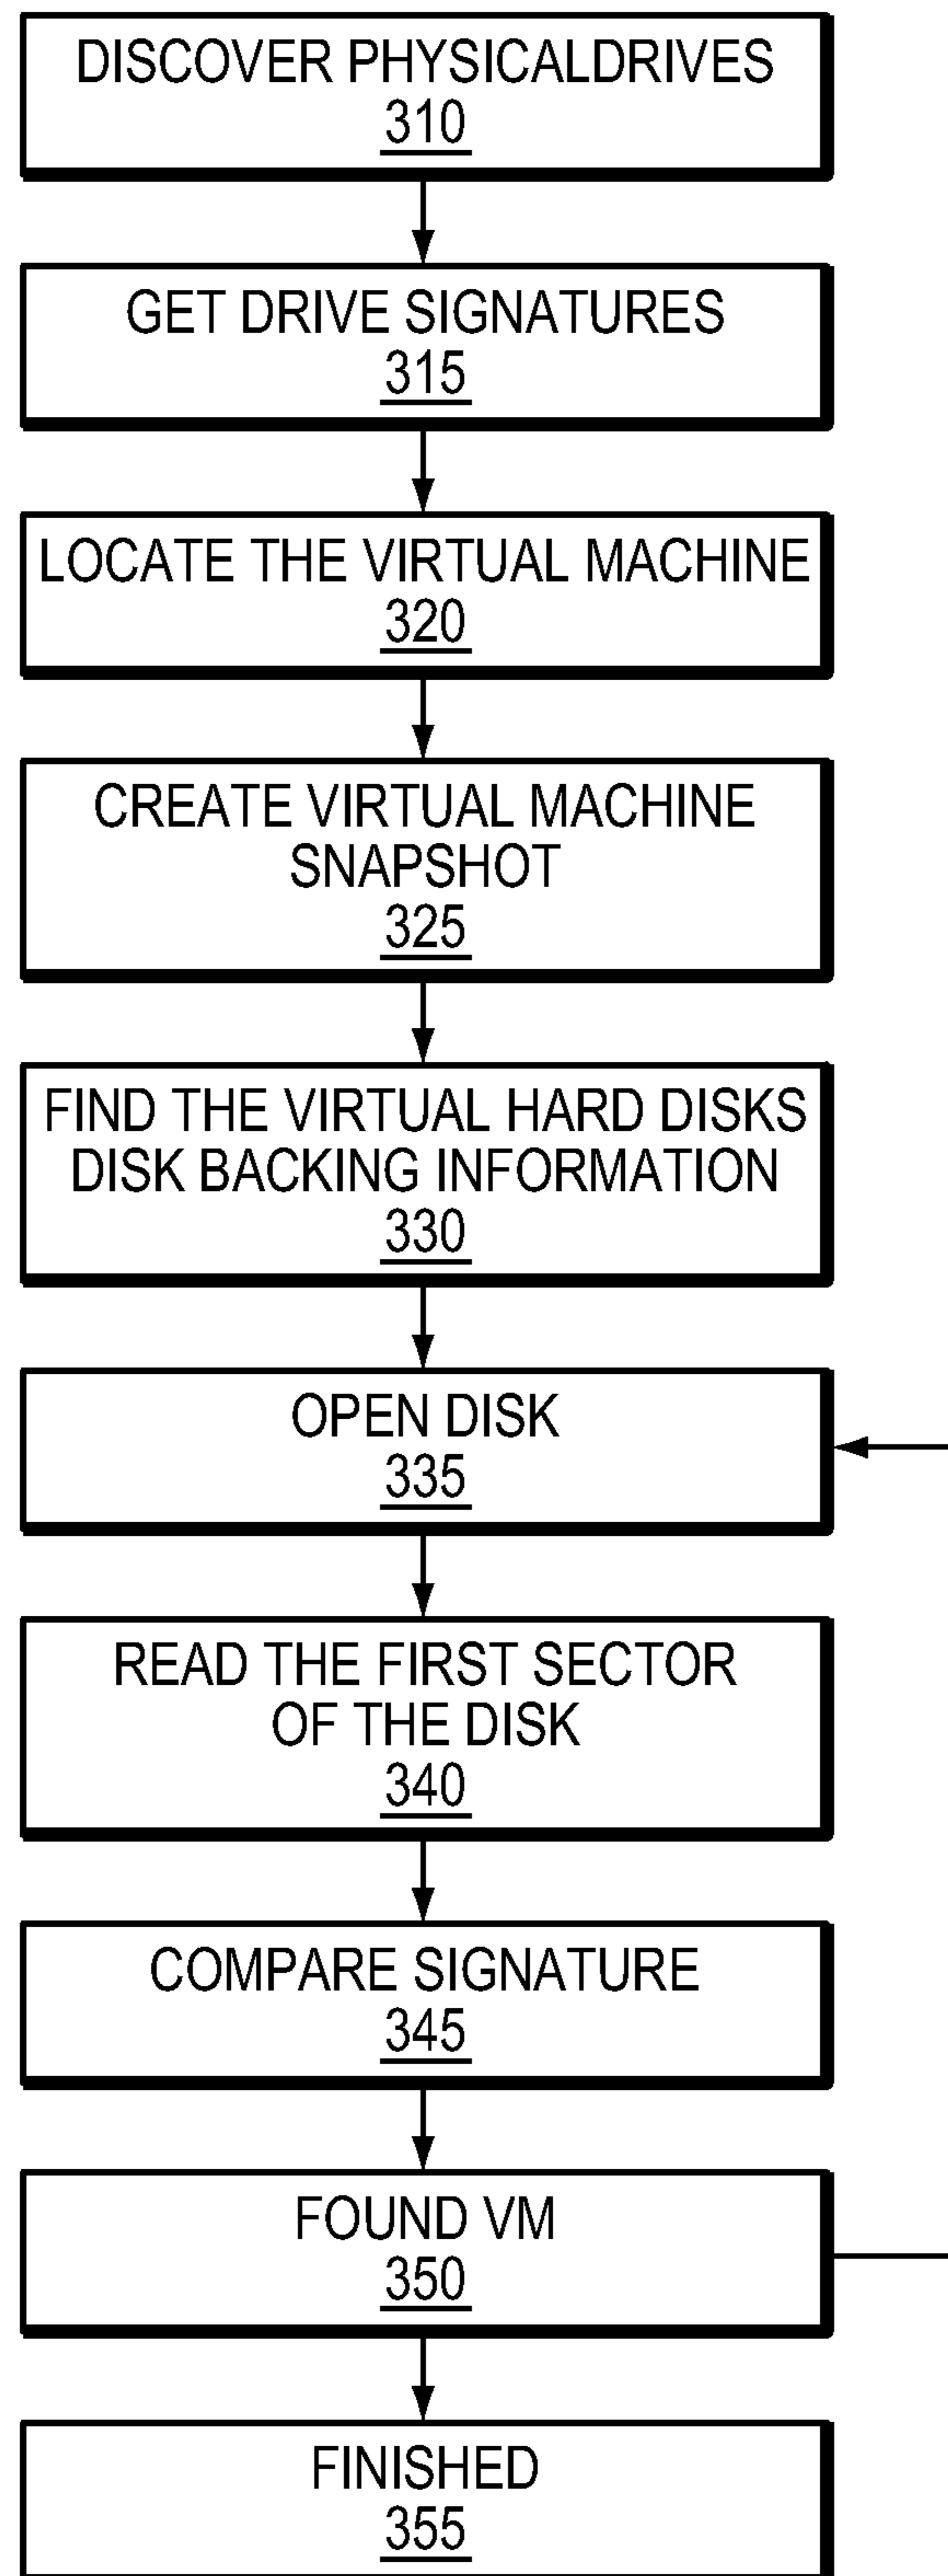 DISCOVER PHYSICALDRIVES
310
GET DRIVE SIGNATURES
315
LOCATE THE VIRTUAL MACHINE
320
CREATE VIRTUAL MACHINE
SNAPSHOT
325
FIND THE VIRTUAL HARD DISKS
DISK BACKING INFORMATION
330
OPEN DISK
335
READ THE FIRST SECTOR
OF THE DISK
340
COMPARE SIGNATURE
345
FOUND VM
350
FINISHED
355